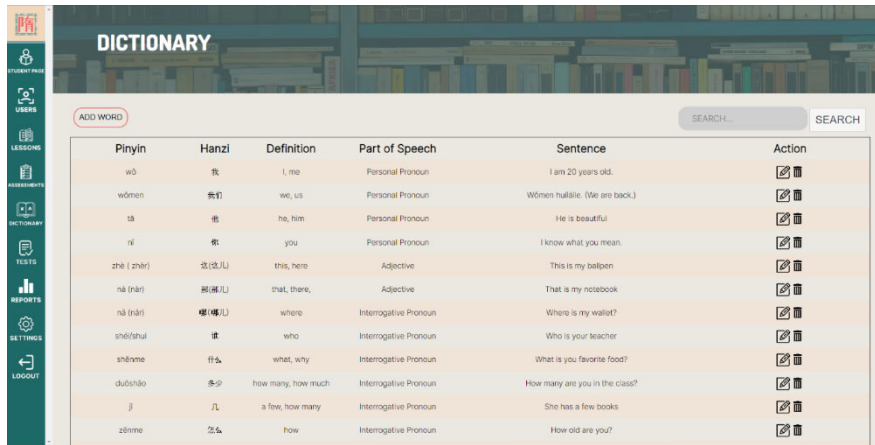 隋
DICTIONARY
STUDENT PAGE
USERS
LESSONS
ASSESSMENTS
DICTIONARY
TESTS
REPORTS
SETTINGS
LOGOUT
ADD WORD SEARCH... SEARCH
Pinyin Hanzi Definition Part of Speech Sentence Action
wǒ 我 I, me Personal Pronoun I am 20 years old.
wǒmen 我们 we, us Personal Pronoun Wǒmen huíláile. (We are back.)
tā 他 he, him Personal Pronoun He is beautiful
nǐ 你 you Personal Pronoun I know what you mean.
zhè ( zhèr) 这(这儿) this, here Adjective This is my ballpen
nà (nàr) 那(那儿) that, there, Adjective That is my notebook
nǎ (nǎr) 哪(哪儿) where Interrogative Pronoun Where is my wallet?
shéi/shuí 谁 who Interrogative Pronoun Who is your teacher
shénme 什么 what, why Interrogative Pronoun What is you favorite food?
duōshǎo 多少 how many, how much Interrogative Pronoun How many are you in the class?
jǐ 几 a few, how many Interrogative Pronoun She has a few books
zěnme 怎么 how Interrogative Pronoun How old are you?